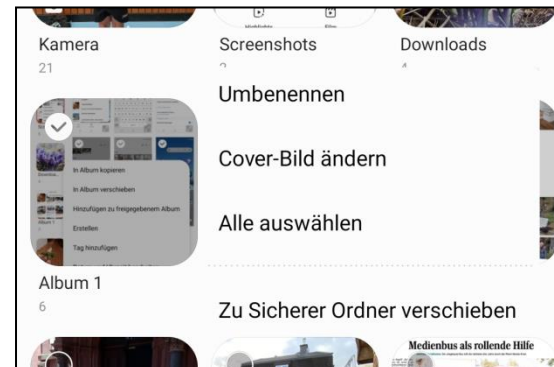 Kamera
Screenshots
Downloads
21
Umbenennen
Cover-Bild ändern
In Album kopieren
In Album verschieben
Hinzufügen zu freigegebenem Album
Erstellen
Tag hinzufügen
Alle auswählen
Album 1
6
Zu Sicherer Ordner verschieben
Medienbus als rollende Hilfe